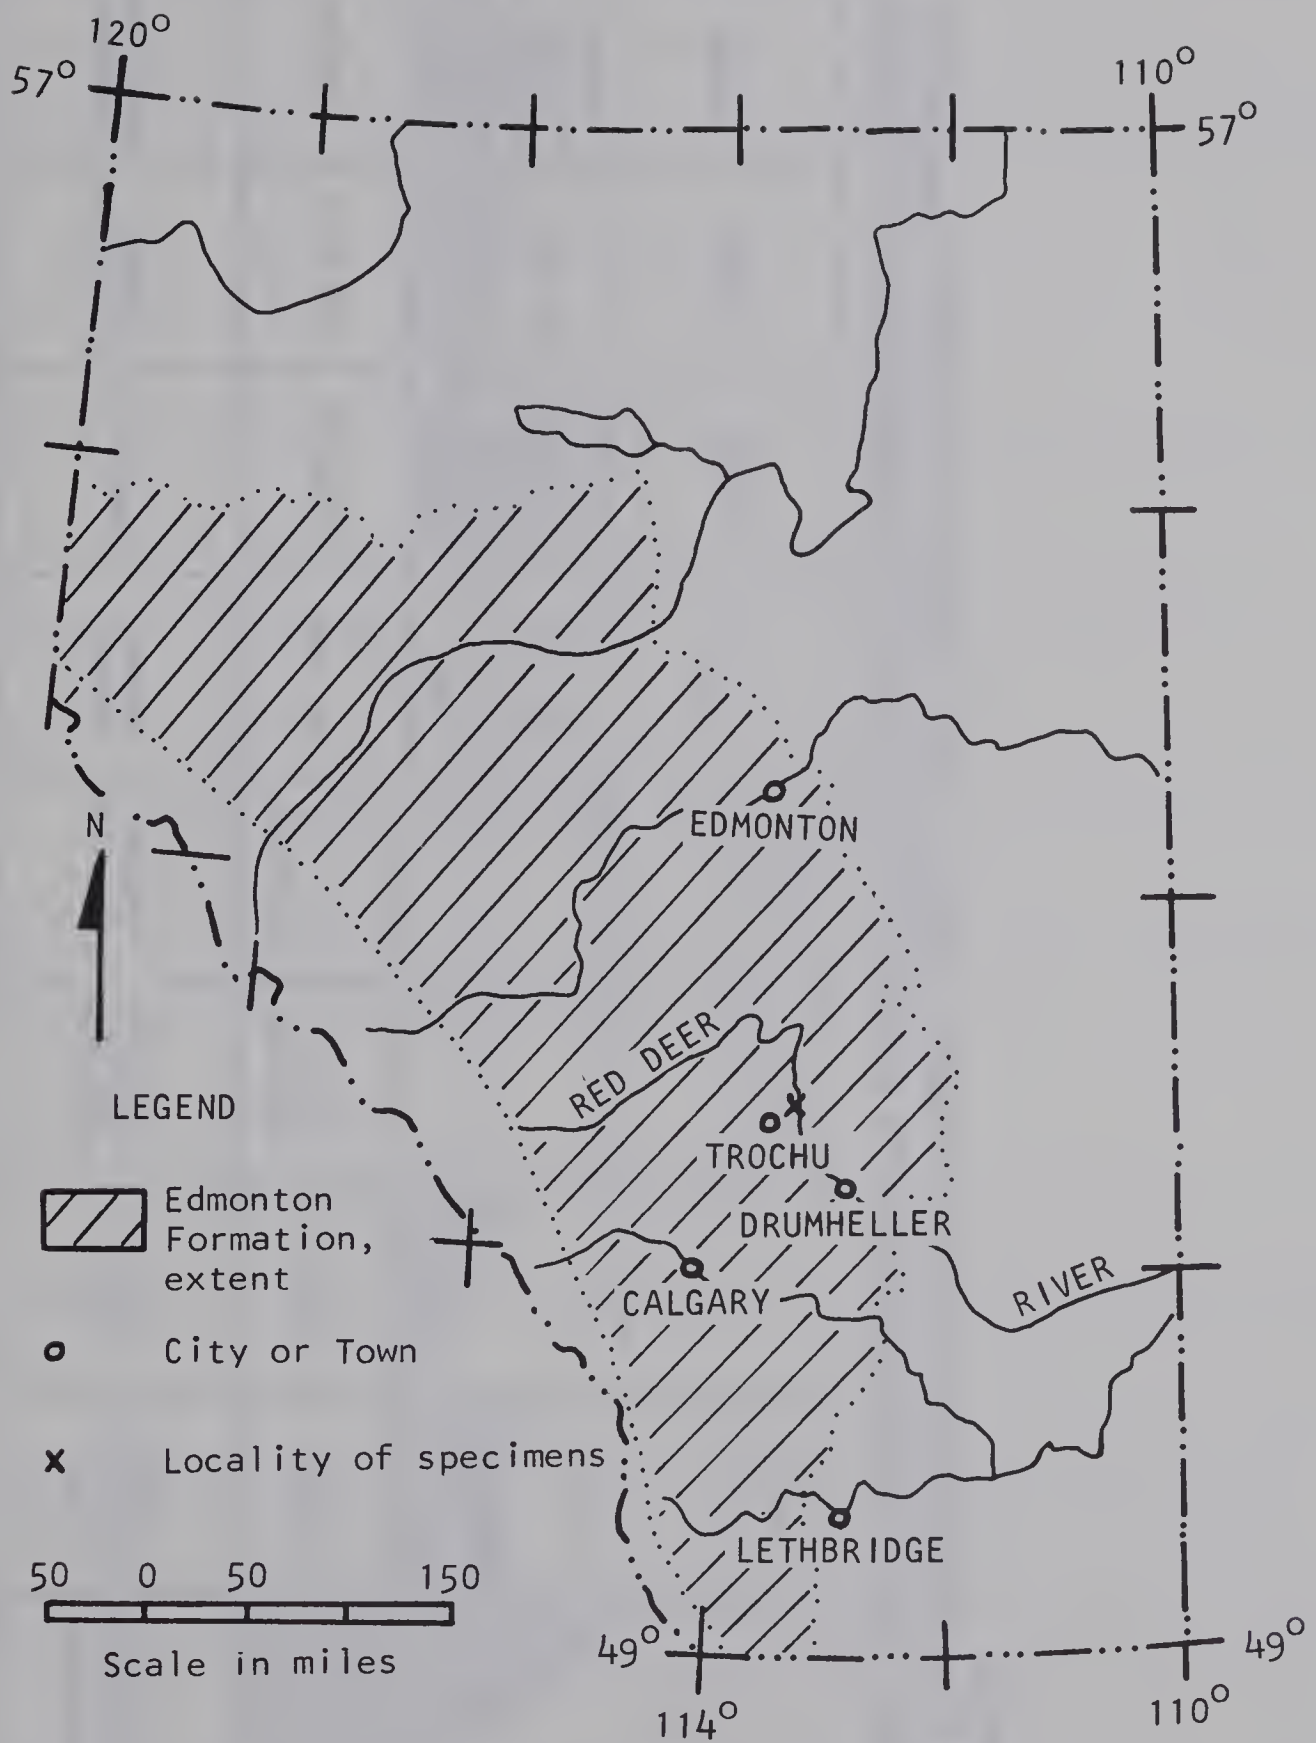 120°
57°
110°
57°
EDMONTON
N
RED DEER
LEGEND
TROCHU
Edmonton
Formation,
extent
DRUMHELLER
RIVER
CALGARY
City or Town
x Locality of specimens
LETHBRIDGE
50 0 50 150
Scale in miles
49°
49°
114°
110°